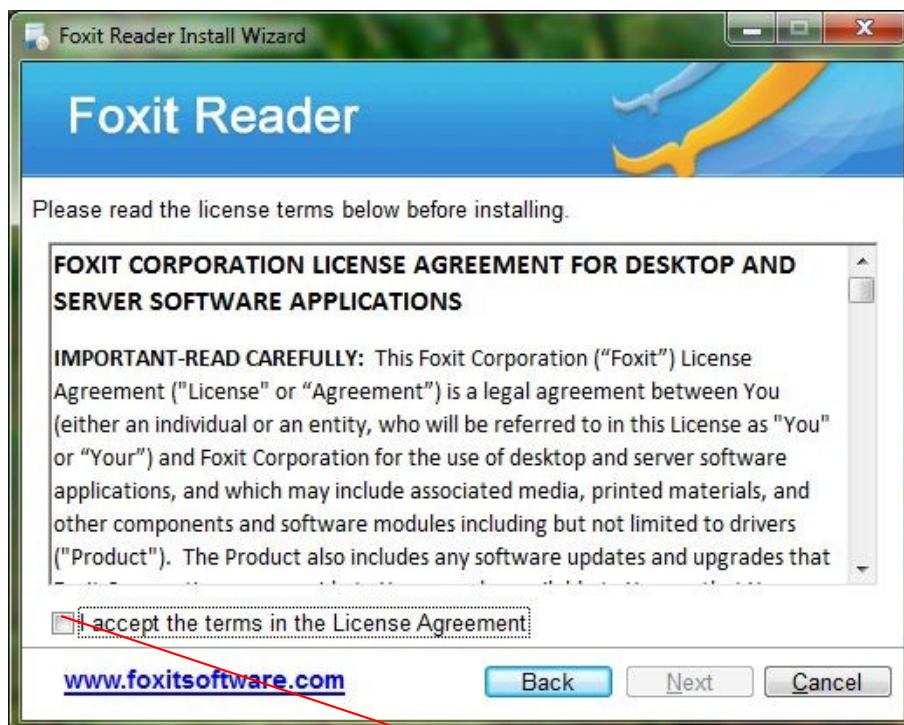 Foxit Reader Install Wizard
Foxit Reader
Please read the license terms below before installing.
FOXIT CORPORATION LICENSE AGREEMENT FOR DESKTOP AND
SERVER SOFTWARE APPLICATIONS
IMPORTANT-READ CAREFULLY: This Foxit Corporation (“Foxit”) License
Agreement ("License" or “Agreement”) is a legal agreement between You
(either an individual or an entity, who will be referred to in this License as "You"
or “Your”) and Foxit Corporation for the use of desktop and server software
applications, and which may include associated media, printed materials, and
other components and software modules including but not limited to drivers
("Product"). The Product also includes any software updates and upgrades that
I accept the terms in the License Agreement
www.foxitsoftware.com
Back
Next
Cancel